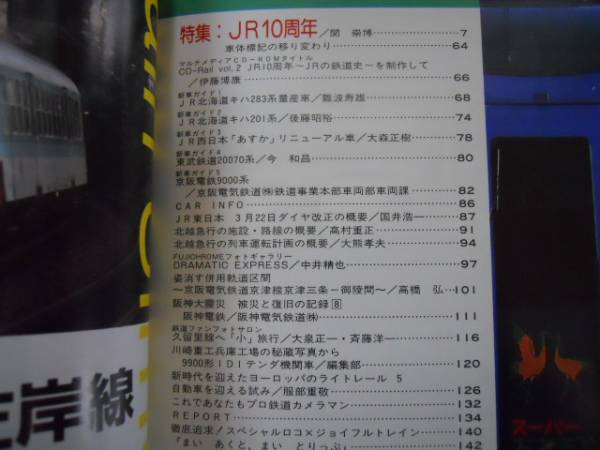 特集：JR10周年／関　崇博 7
車体標記の移り変わり 64
マルチメディアCD－ROMタイトル
CD-Rail vol.2 JR10周年～JRの鉄道史～を制作して
／伊藤博康 66
新車ガイド1
JR北海道キハ283系量産車／難波寿雄 68
新車ガイド2
JR北海道キハ201系／後藤昭裕 74
新車ガイド3
JR西日本「あすか」リニューアル車／大森正樹 78
新車ガイド4
東武鉄道20070系／今　和昌 80
新車ガイド5
京阪電鉄9000系
／京阪電気鉄道㈱鉄道事業本部車両部車両課 82
CAR INFO 86
JR東日本　3月22日ダイヤ改正の概要／国井浩一 87
北越急行の施設・路線の概要／高村重正 91
北越急行の列車運転計画の概要／大熊孝夫 94
FUJICHROMEフォトギャラリー
DRAMATIC EXPRESS／中井精也 97
姿消す併用軌道区間
～京阪電気鉄道京津線京津三条－御陵間～／高橋　弘 101
阪神大震災　被災と復旧の記録8
阪神電鉄／阪神電気鉄道㈱ 111
鉄道ファンフォトサロン
久留里線へ「小」旅行／大泉正一・斉藤洋一 116
川崎重工兵庫工場の秘蔵写真から
9900形1D1テンダ機関車／編集部 120
新時代を迎えたヨーロッパのライトレール　5
自動車を迎える試み／服部重敬 126
これであなたもプロ鉄道カメラマン 132
REPORT 134
徹底追求！スペシャルロコ×ジョイフルトレイン 140
『まい　あくと，まい　とりっぷ』 142
左岸線
スーパー